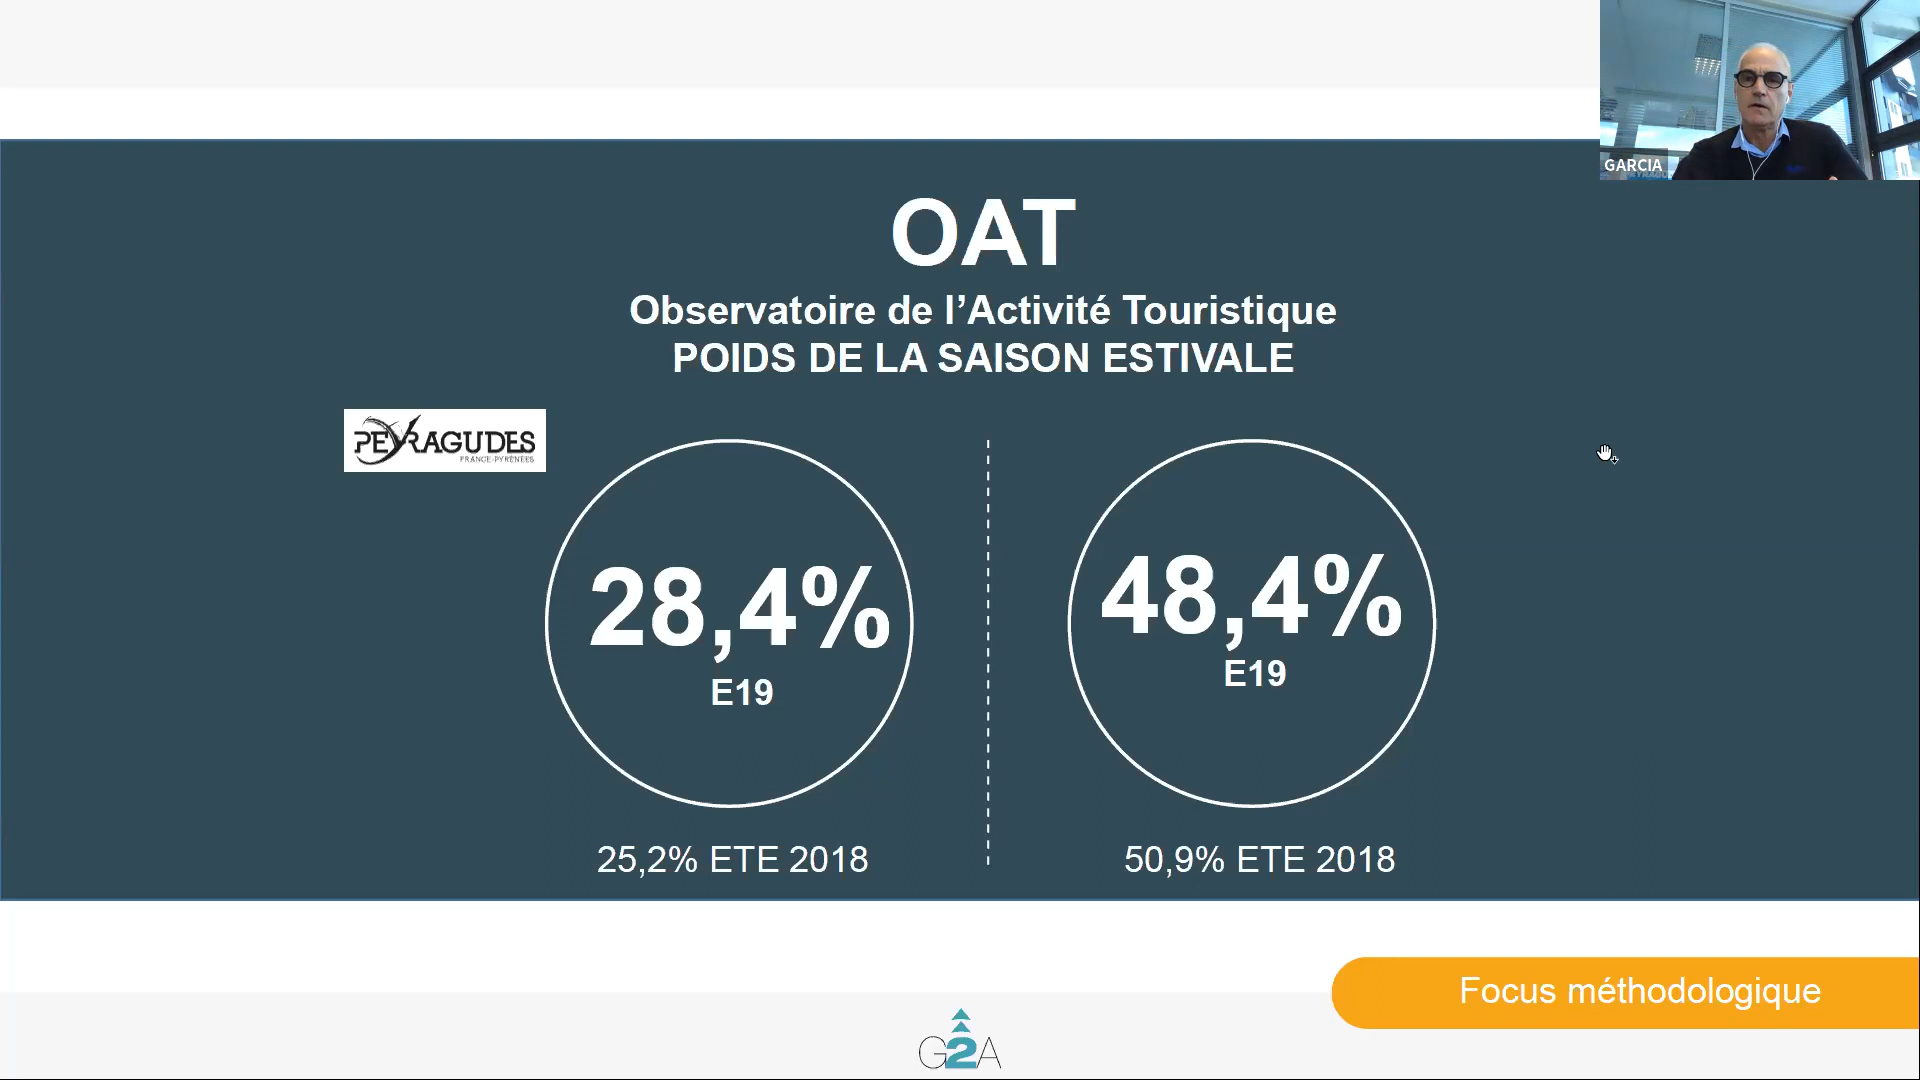 GARCIA
OAT
Observatoire de l’Activité Touristique
POIDS DE LA SAISON ESTIVALE
PEYRAGUDES
FRANCE-PYRÉNÉES
28,4%
E19
25,2% ETE 2018
48,4%
E19
50,9% ETE 2018
Focus méthodologique
G2A